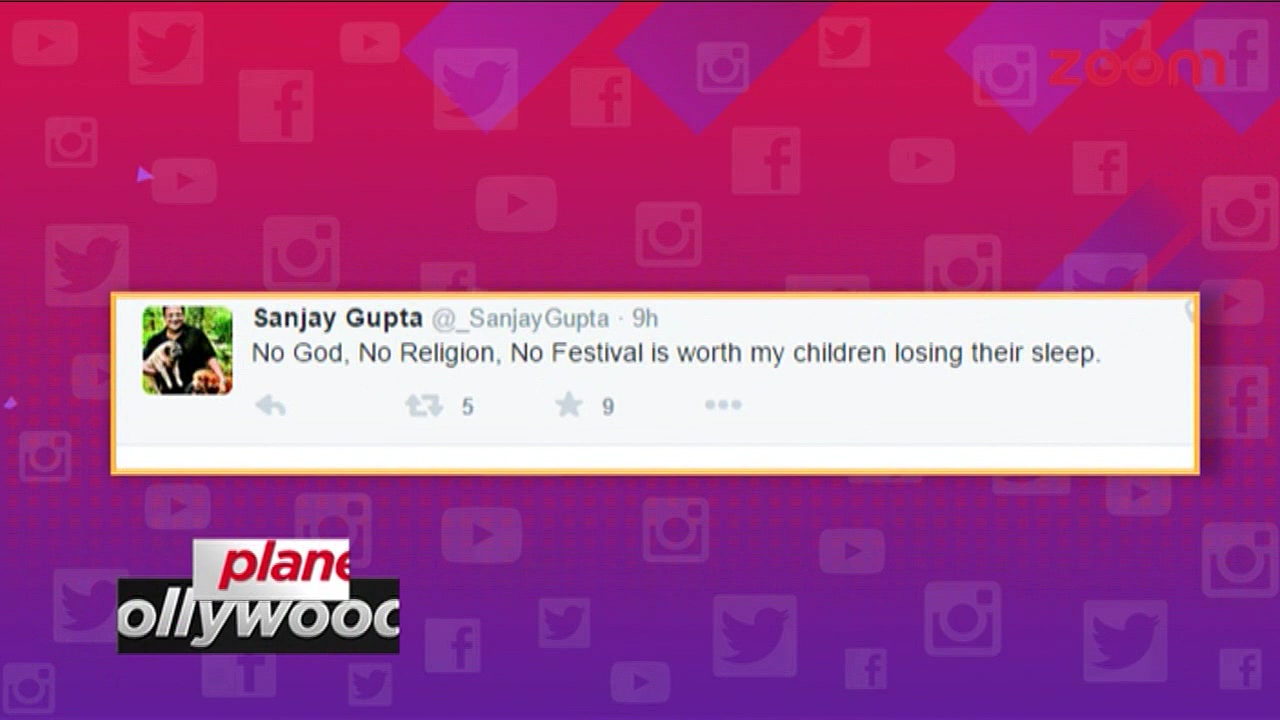 zoom
Sanjay Gupta @_SanjayGupta · 9h
No God, No Religion, No Festival is worth my children losing their sleep.
5 9
plane
ollywood